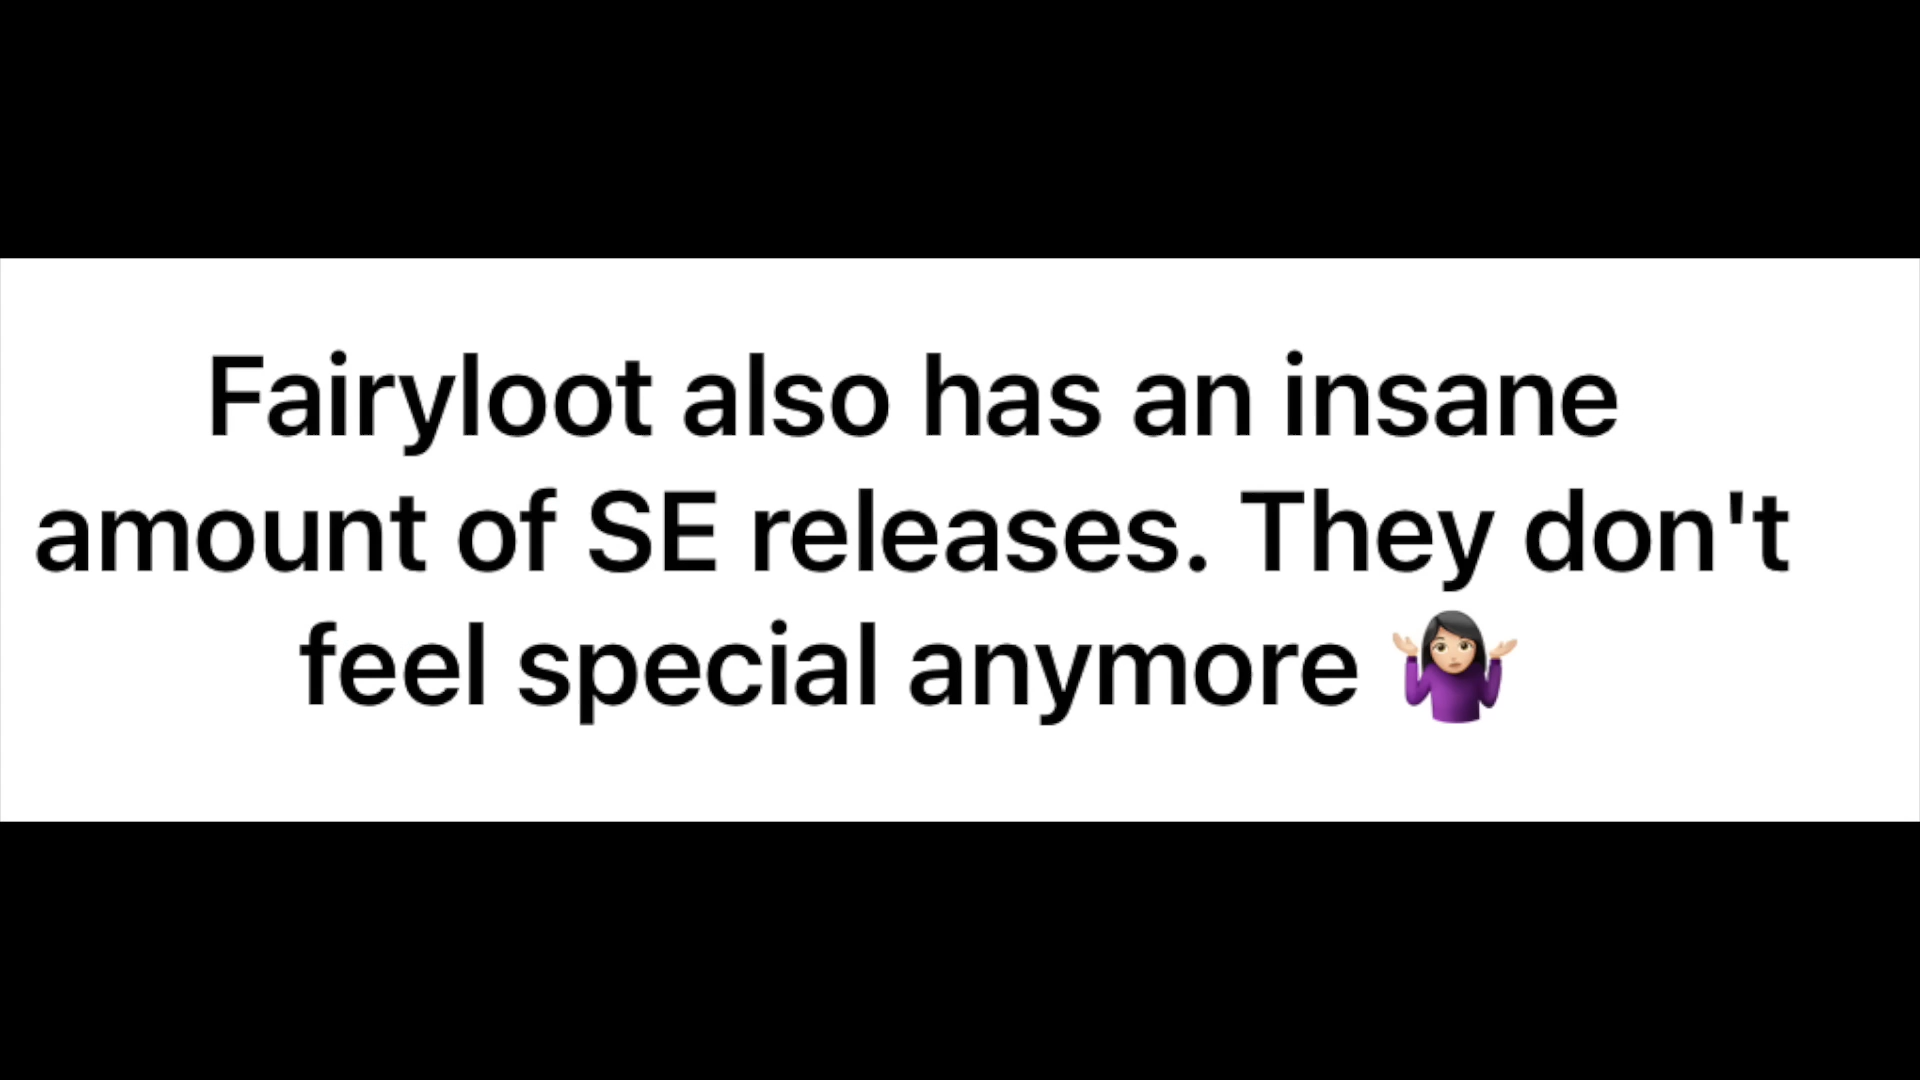 Fairyloot also has an insane
amount of SE releases. They don't
feel special anymore 🤷🏻‍♀️